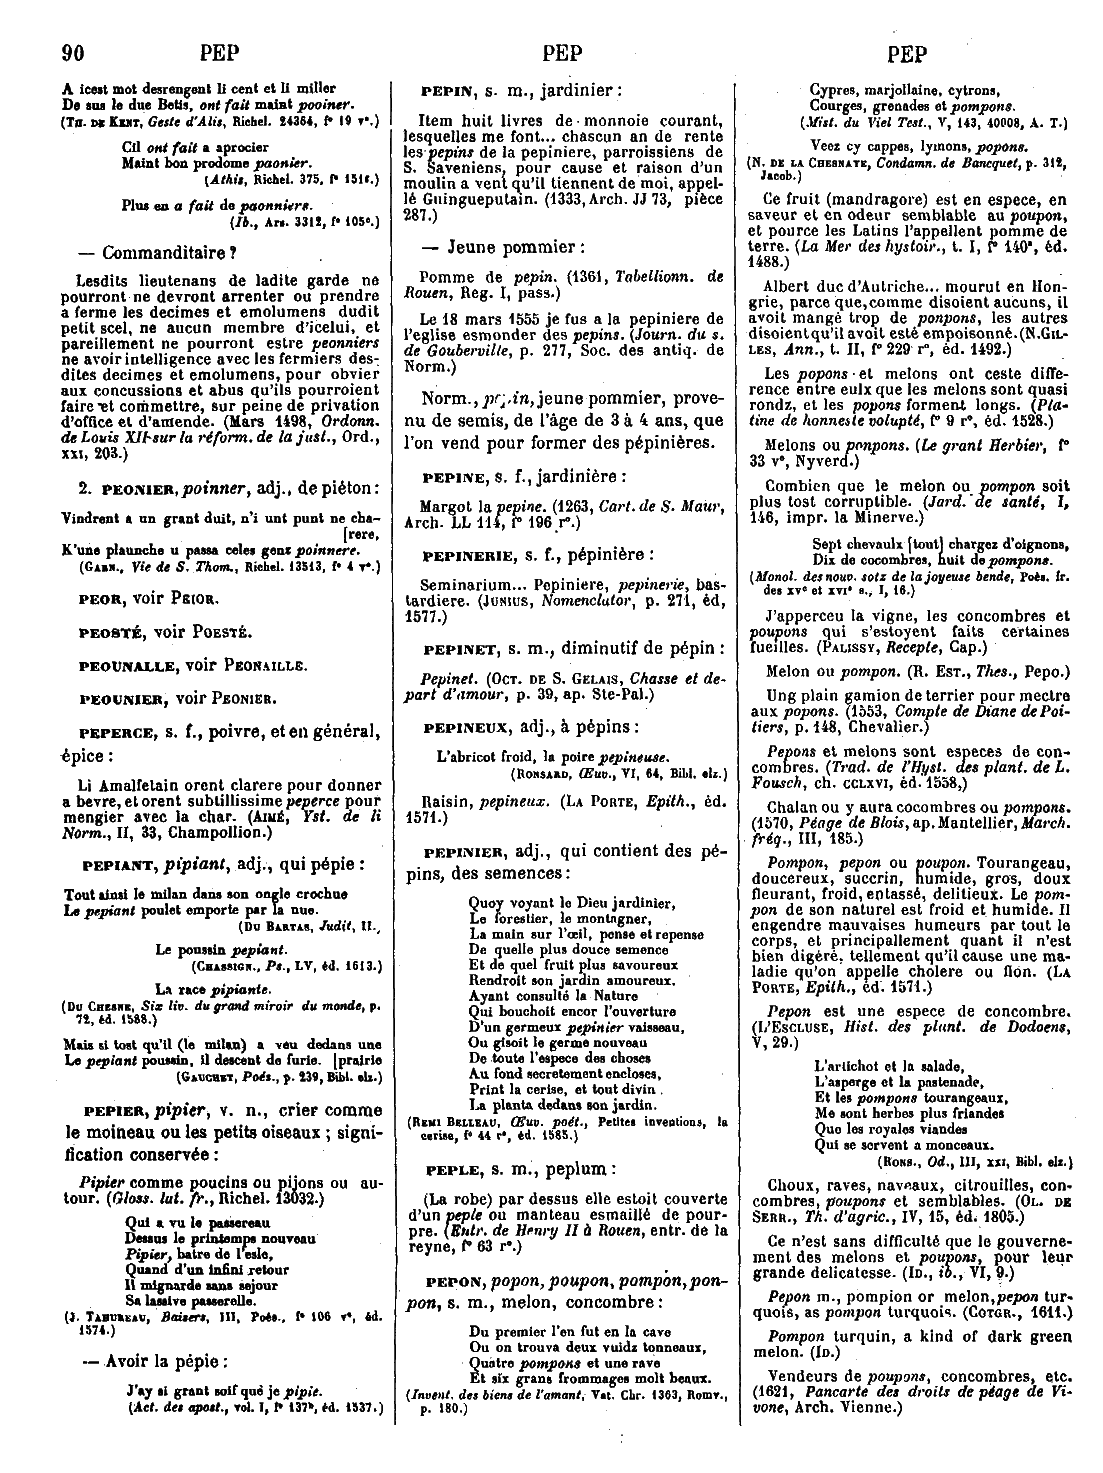 90 PEP PEP PEP
A icest mot desrengent li cent et li miller
De sus le due Betis, ont fait maint pooiner.
(TH. DE KENT, Geste d'Alis, Richel. 24364, f° 19 v°.)
Cil ont fait a aprocier
Maint bon prodome paonier.
(Athis, Richel. 375, f° 151f.)
Plus en a fait de paonniers.
(Ib., Ars. 3312, f° 105c.)
— Commanditaire ?
Lesdits lieutenans de ladite garde ne
pourront ne devront arrenter ou prendre
a ferme les decimes et emolumens dudit
petit scel, ne aucun membre d'icelui, et
pareillement ne pourront estre peonniers
ne avoir intelligence avec les fermiers des-
dites decimes et emolumens, pour obvier
aux concussions et abus qu'ils pourroient
faire et commettre, sur peine de privation
d'office et d'amende. (Mars 1498, Ordonn.
de Louis XII sur la réform. de la just., Ord.,
XXI, 203.)
2. PEONIER, poinner, adj., de piéton :
Vindrent a un grant duit, n'i unt punt ne cha-
[rere,
K'une plaunche u passa celes genz poinnere.
(GARN., Vie de S. Thom., Richel. 13513, f° 4 v°.)
PEOR, voir PEIOR.
PEOSTÉ, voir POESTÉ.
PEOUNALLE, voir PEONAILLE.
PEOUNIER, voir PEONIER.
PEPERCE, s. f., poivre, et en général,
épice :
Li Amalfetain orent clarere pour donner
a bevre, et orent subtillissime peperce pour
mengier avec la char. (AIMÉ, Yst. de li
Norm., II, 33, Champollion.)
PEPIANT, pipiant, adj., qui pépie :
Tout ainsi le milan dans son ongle crochue
Le pepiant poulet emporte par la nue.
(DU BARTAS, Judit, II.,
Le poussin pepiant.
(CHASSIGN., Ps., LV, éd. 1613.)
La race pipiante.
(DU CHESNE, Six liv. du grand miroir du monde, p.
72, éd. 1588.)
Mais si tost qu'il (le milan) a veu dedans une
Le pepiant poussin, il descent de furie. [prairie
(GAUCHET, Poés., p. 239, Bibl. elz.)
PEPIER, pipier, v. n., crier comme
le moineau ou les petits oiseaux ; signi-
fication conservée :
Pipier comme poucins ou pijons ou au-
tour. (Gloss. lat. fr., Richel. 13032.)
Qui a vu le passereau
Dessus le printemps nouveau
Pipier, batre de l'esle,
Quand d'un infini retour
Il mignarde sans sejour
Sa lassive passerelle.
(J. TAHUREAU, Baisers, III, Poés., f° 106 v°, éd.
1574.)
— Avoir la pépie :
J'ay si grant soif que je pipie.
(Act. des apost., vol. I, f° 137b, éd. 1537.)
PEPIN, s. m., jardinier :
Item huit livres de monnoie courant,
lesquelles me font... chascun an de rente
les pepins de la pepiniere, parroissiens de
S. Saveniens, pour cause et raison d'un
moulin a vent qu'il tiennent de moi, appel-
lé Guingueputain. (1333, Arch. JJ 73, pièce
287.)
— Jeune pommier :
Pomme de pepin. (1361, Tabellionn. de
Rouen, Reg. I, pass.)
Le 18 mars 1555 je fus a la pepiniere de
l'eglise esmonder des pepins. (Journ. du s.
de Gouberville, p. 277, Soc. des antiq. de
Norm.)
Norm., pepin, jeune pommier, prove-
nu de semis, de l'âge de 3 à 4 ans, que
l'on vend pour former des pépinières.
PEPINE, s. f., jardinière :
Margot la pepine. (1263, Cart. de S. Maur,
Arch. LL 114, f° 196 r°.)
PEPINERIE, s. f., pépinière :
Seminarium... Pepiniere, pepinerie, bas-
tardiere. (JUNIUS, Nomenclator, p. 271, éd,
1577.)
PEPINET, s. m., diminutif de pépin :
Pepinet. (OCT. DE S. GELAIS, Chasse et de-
part d'amour, p. 39, ap. Ste-Pal.)
PEPINEUX, adj., à pépins :
L'abricot froid, la poire pepineuse.
(RONSARD, Œuv., VI, 64, Bibl. elz.)
Raisin, pepineux. (LA PORTE, Epith., éd.
1571.)
PEPINIER, adj., qui contient des pé-
pins, des semences :
Quoy voyant le Dieu jardinier,
Le forestier, le montagner,
La main sur l'œil, pense et repense
De quelle plus douce semence
Et de quel fruit plus savoureux
Rendroit son jardin amoureux.
Ayant consulté la Nature
Qui bouchoit encor l'ouverture
D'un germeux pepinier vaisseau,
Ou gisoit le germe nouveau
De toute l'espece des choses
Au fond secretement encloses,
Print la cerise, et tout divin
La planta dedans son jardin.
(REMI BELLEAU, Œuv. poét., Petites inventions, la
cerise, f° 44 r°, éd. 1585.)
PEPLE, s. m., peplum :
(La robe) par dessus elle estoit couverte
d'un peple ou manteau esmaillé de pour-
pre. (Entr. de Henry II à Rouen, entr. de la
reyne, f° 63 r°.)
PEPON, popon, poupon, pompon, pon-
pon, s. m., melon, concombre :
Du premier l'en fut en la cave
Ou on trouva deux vuidz tonneaux,
Quatre pompons et une rave
Et six grans frommages molt beaux.
(Invent. des biens de l'amant, Vat. Chr. 1363, Romv.,
p. 180.)
Cypres, marjollaine, cytrons,
Courges, grenades et pompons.
(Mist. du Viel Test., V, 143, 40008, A. T.)
Veez cy cappes, lymons, popons.
(N. DE LA CHESNAYE, Condamn. de Bancquet, p. 312,
Jacob.)
Ce fruit (mandragore) est en espece, en
saveur et en odeur semblable au poupon,
et pource les Latins l'appellent pomme de
terre. (La Mer des hystoir., t. I, f° 140a, éd.
1488.)
Albert duc d'Autriche... mourut en Hon-
grie, parce que, comme disoient aucuns, il
avoit mangé trop de ponpons, les autres
disoient qu'il avoit esté empoisonné. (N. GIL-
LES, Ann., t. II, f° 229 r°, éd. 1492.)
Les popons et melons ont ceste diffe-
rence entre eulx que les melons sont quasi
rondz, et les popons forment longs. (Pla-
tine de honneste volupté, f° 9 r°, éd. 1528.)
Melons ou ponpons. (Le grant Herbier, f°
33 v°, Nyverd.)
Combien que le melon ou pompon soit
plus tost corruptible. (Jard. de santé, I,
146, impr. la Minerve.)
Sept chevaulx [tout] chargez d'oignons,
Dix de cocombres, huit de pompons.
(Monol. des nouv. sotz de la joyeuse bende, Poés. fr.
des XVe et XVIe s., I, 16.)
J'apperceu la vigne, les concombres et
poupons qui s'estoyent faits certaines
fueilles. (PALISSY, Recepte, Cap.)
Melon ou pompon. (R. EST., Thes., Pepo.)
Ung plain gamion de terrier pour mectre
aux popons. (1553, Compte de Diane de Poi-
tiers, p. 148, Chevalier.)
Pepons et melons sont especes de con-
combres. (Trad. de l'Hyst. des plant. de L.
Fousch, ch. CCLXVI, éd. 1558,)
Chalan ou y aura cocombres ou pompons.
(1570, Péage de Blois, ap. Mantellier, March.
fréq., III, 185.)
Pompon, pepon ou poupon. Tourangeau,
doucereux, succrin, humide, gros, doux
fleurant, froid, entassé, delitieux. Le pom-
pon de son naturel est froid et humide. Il
engendre mauvaises humeurs par tout le
corps, et principallement quant il n'est
bien digéré, tellement qu'il cause une ma-
ladie qu'on appelle cholere ou flon. (LA
PORTE, Epith., éd. 1571.)
Pepon est une espece de concombre.
(L'ESCLUSE, Hist. des plant. de Dodoens,
V, 29.)
L'artichot et la salade,
L'asperge et la pastenade,
Et les pompons tourangeaux,
Me sont herbes plus friandes
Que les royales viandes
Qui se servent a monceaux.
(RONS., Od., III, XXI, Bibl. elz.)
Choux, raves, naveaux, citrouilles, con-
combres, poupons et semblables. (OL. DE
SERR., Th. d'agric., IV, 15, éd. 1805.)
Ce n'est sans difficulté que le gouverne-
ment des melons et poupons, pour leur
grande delicatesse. (ID., ib., VI, 9.)
Pepon m., pompion or melon, pepon tur-
quois, as pompon turquois. (COTGR., 1611.)
Pompon turquin, a kind of dark green
melon. (ID.)
Vendeurs de poupons, concombres, etc.
(1621, Pancarte des droits de péage de Vi-
vone, Arch. Vienne.)